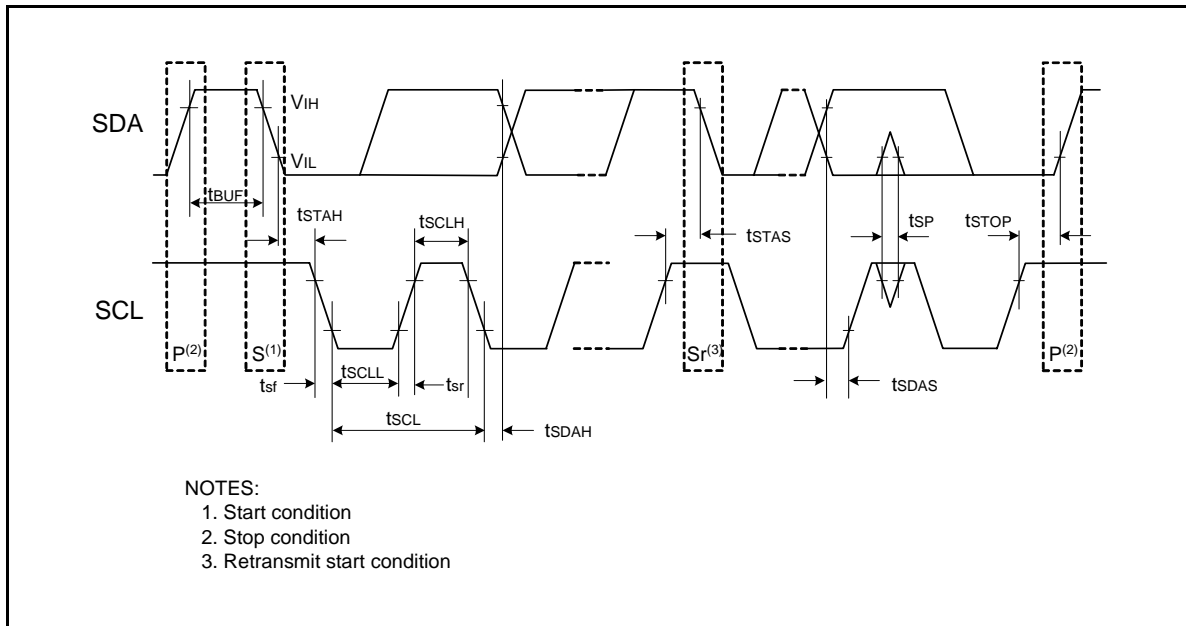 VIH
SDA
VIL
tBUF
tSTAH
tSCLH
tSTAS
tSP
tSTOP
SCL
P(2)
S(1)
Sr(3)
P(2)
tsf
tSCLL
tsr
tSDAS
tSCL
tSDAH
NOTES:
1. Start condition
2. Stop condition
3. Retransmit start condition